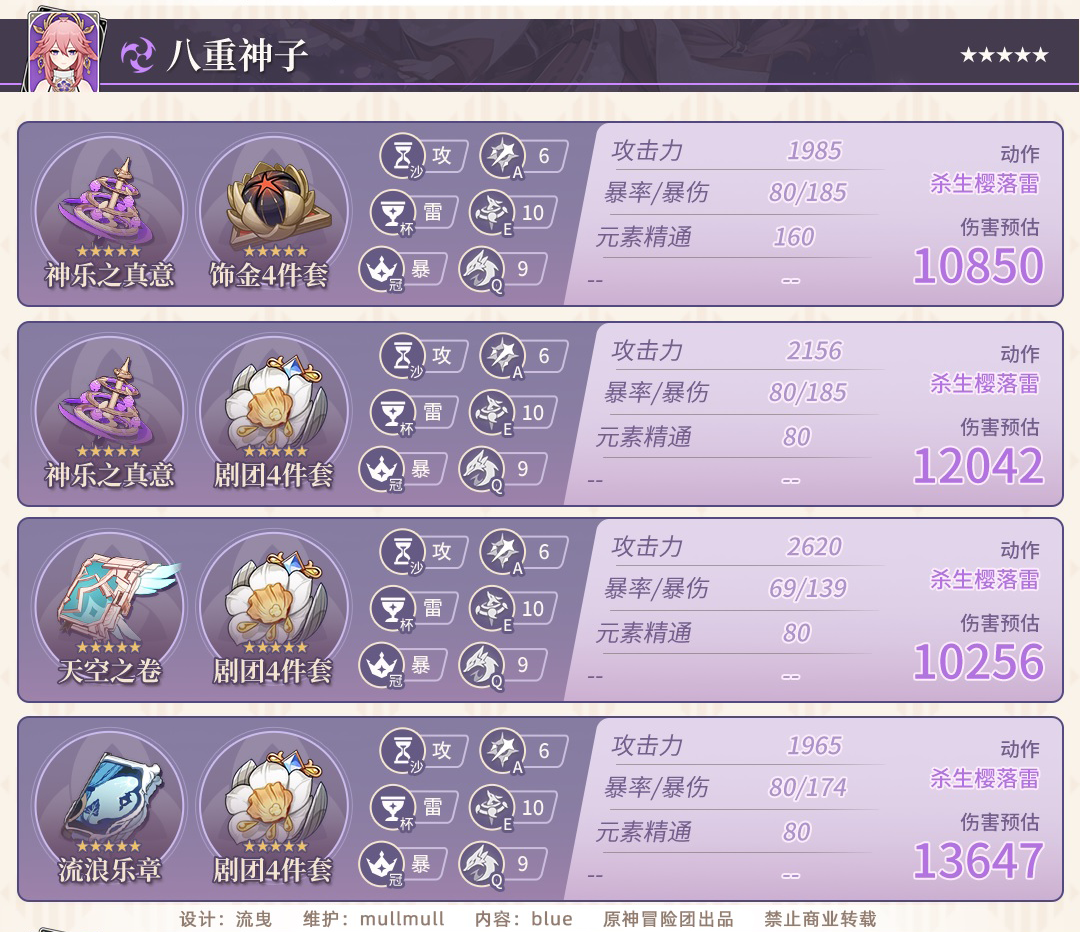 八重神子 ★★★★★
神乐之真意
饰金4件套
沙 攻 A 6
杯 雷 E 10
冠 暴 Q 9
攻击力 1985
暴率/暴伤 80/185
元素精通 160
-- --
动作
杀生樱落雷
伤害预估
10850
神乐之真意
剧团4件套
沙 攻 A 6
杯 雷 E 10
冠 暴 Q 9
攻击力 2156
暴率/暴伤 80/185
元素精通 80
-- --
动作
杀生樱落雷
伤害预估
12042
天空之卷
剧团4件套
沙 攻 A 6
杯 雷 E 10
冠 暴 Q 9
攻击力 2620
暴率/暴伤 69/139
元素精通 80
-- --
动作
杀生樱落雷
伤害预估
10256
流浪乐章
剧团4件套
沙 攻 A 6
杯 雷 E 10
冠 暴 Q 9
攻击力 1965
暴率/暴伤 80/174
元素精通 80
-- --
动作
杀生樱落雷
伤害预估
13647
设计：流曳 维护：mullmull 内容：blue 原神冒险团出品 禁止商业转载